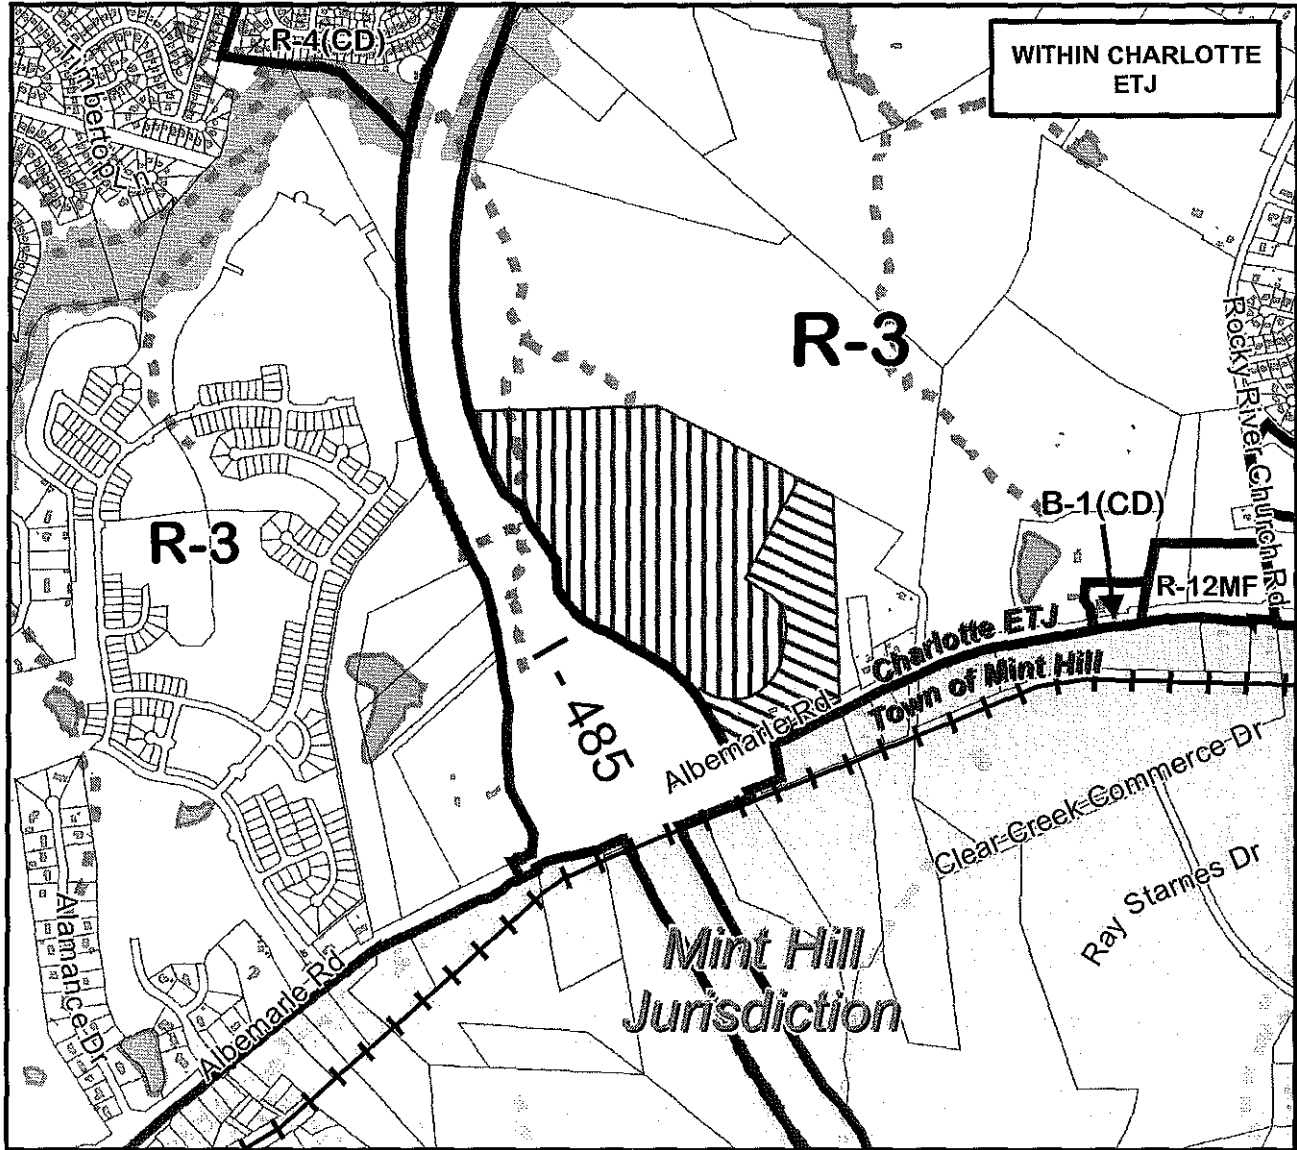 R-4(CD)
WITHIN CHARLOTTE
ETJ
Timbertop Ln
R-3
Rocky River Church Rd
B-1(CD)
R-3
R-12MF
Charlotte ETJ
Town of Mint Hill
I-485
Albemarle Rd
Clear Creek Commerce Dr
Ray Starnes Dr
Alamance Dr
Mint Hill
Jurisdiction
Albemarle Rd